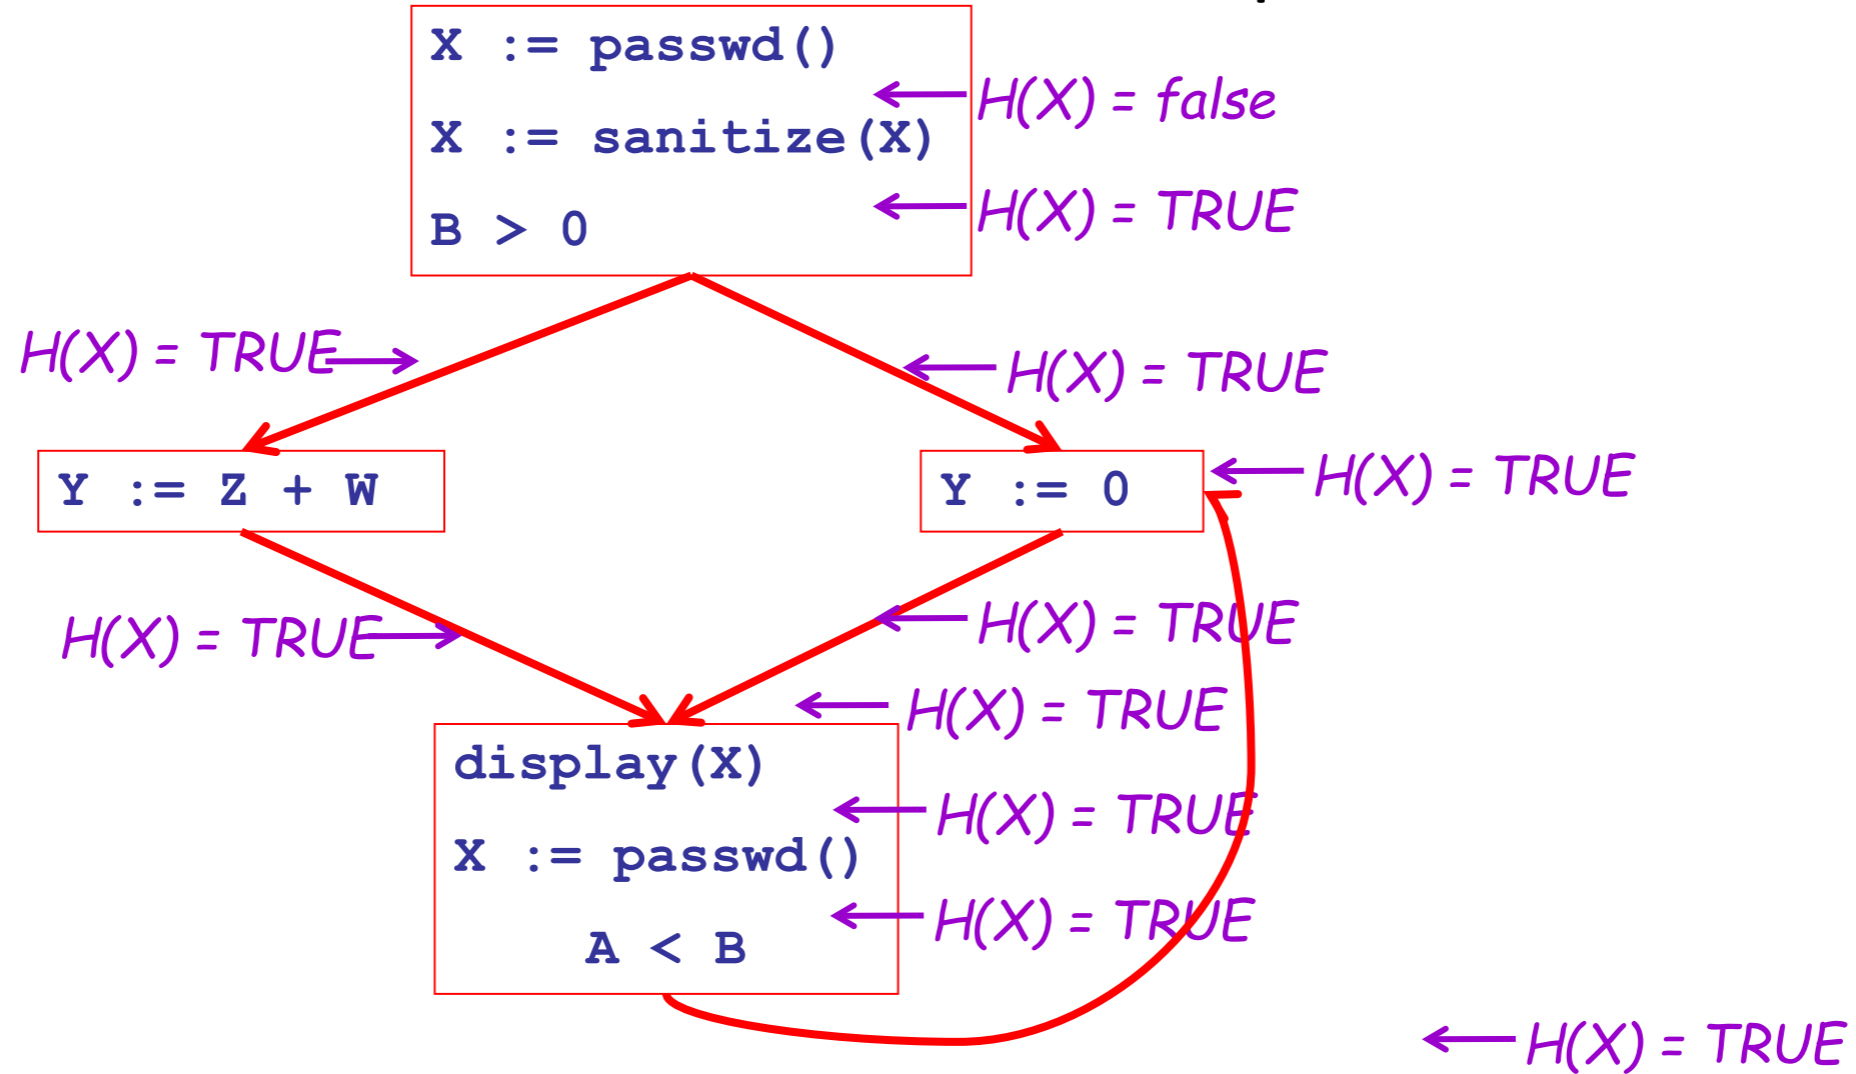 X := passwd()
H(X) = false
X := sanitize(X)
H(X) = TRUE
B > 0
H(X) = TRUE
H(X) = TRUE
Y := Z + W
Y := 0
H(X) = TRUE
H(X) = TRUE
H(X) = TRUE
H(X) = TRUE
display(X)
H(X) = TRUE
X := passwd()
H(X) = TRUE
A < B
H(X) = TRUE